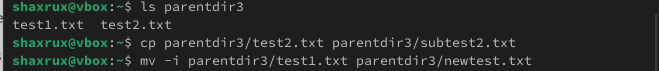 shaxrux@vbox:~$ ls parentdir3
test1.txt  test2.txt
shaxrux@vbox:~$ cp parentdir3/test2.txt parentdir3/subtest2.txt
shaxrux@vbox:~$ mv -i parentdir3/test1.txt parentdir3/newtest.txt